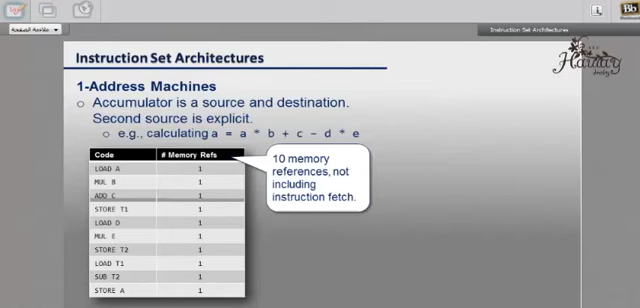 Bb
Instruction Set Architectures
Instruction Set Architectures
1-Address Machines
Accumulator is a source and destination.
Second source is explicit.
e.g., calculating a = a * b + c – d * e
Code # Memory Refs
LOAD A 1
MUL B 1
ADD C 1
STORE T1 1
LOAD D 1
MUL E 1
STORE T2 1
LOAD T1 1
SUB T2 1
STORE A 1
10 memory
references, not
including
instruction fetch.